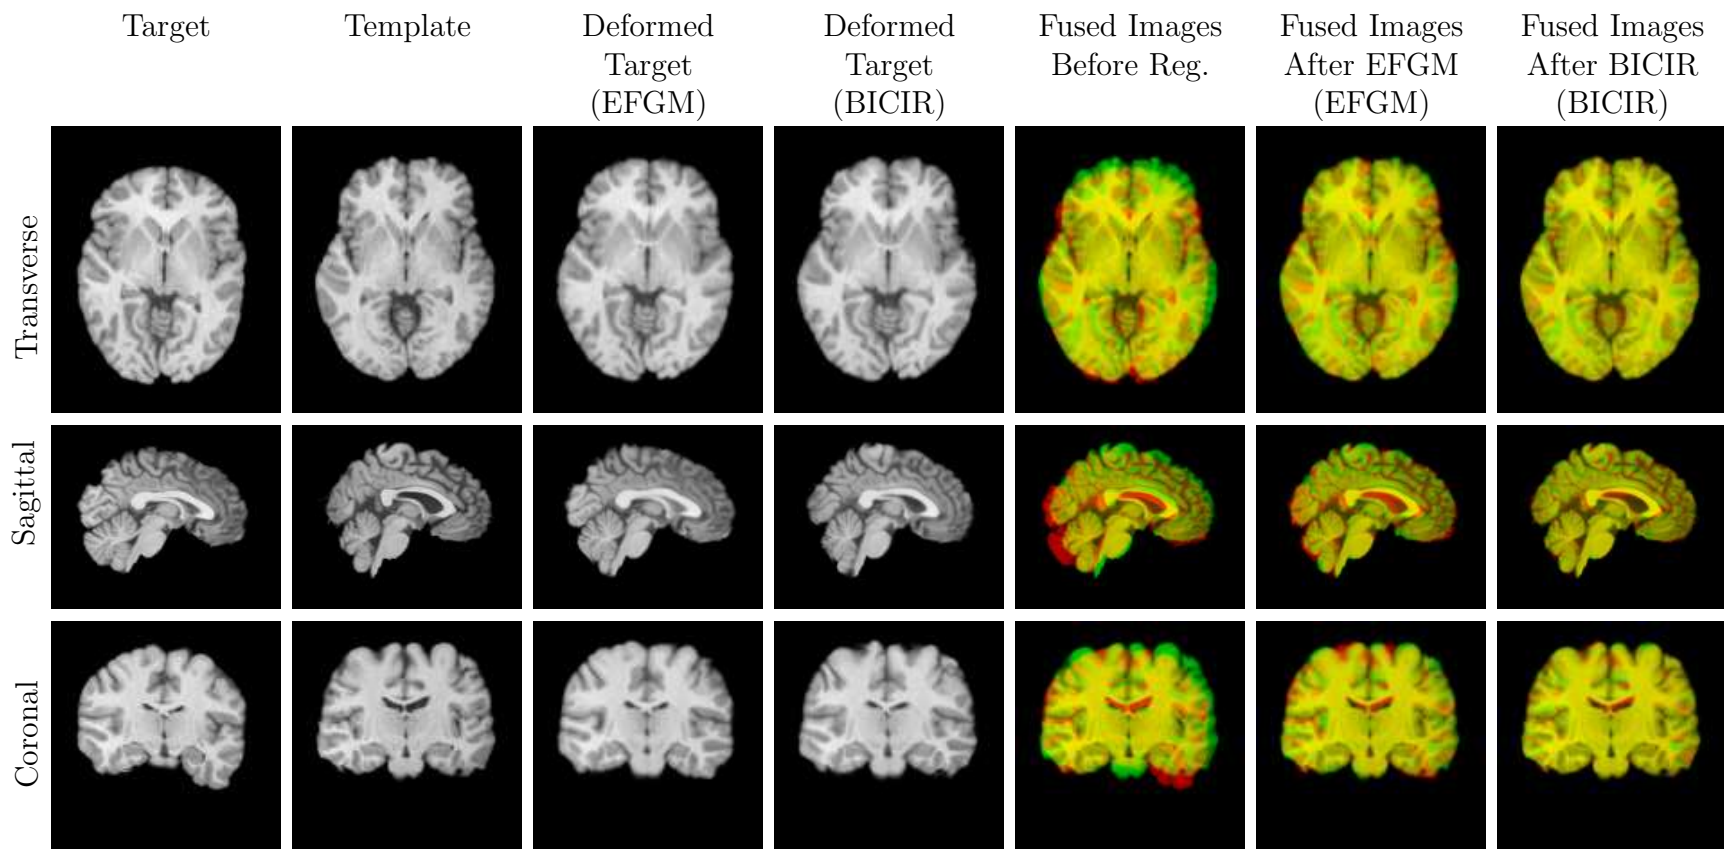 Target
Template
Deformed
Target
(EFGM)
Deformed
Target
(BICIR)
Fused Images
Before Reg.
Fused Images
After EFGM
(EFGM)
Fused Images
After BICIR
(BICIR)
Transverse
Sagittal
Coronal